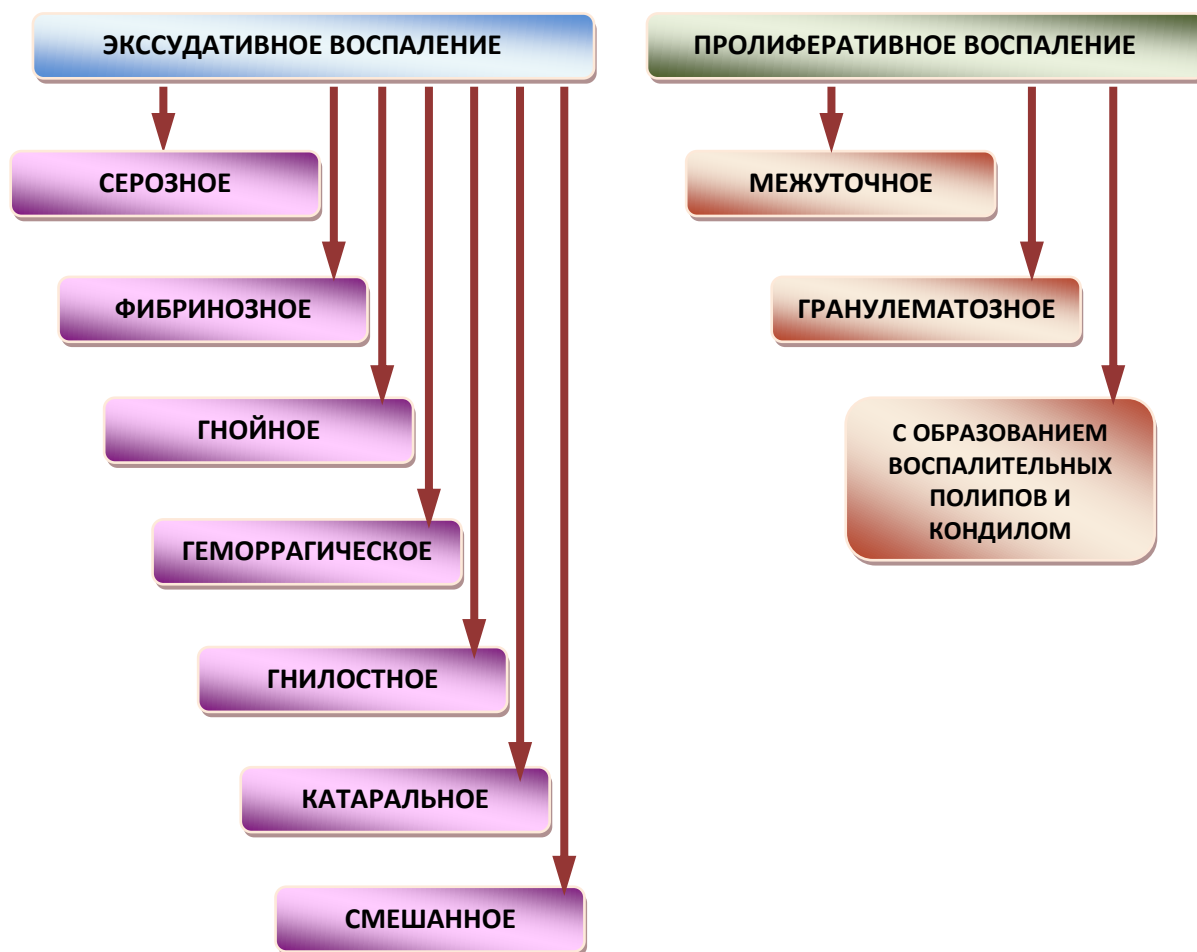 ЭКССУДАТИВНОЕ ВОСПАЛЕНИЕ
СЕРОЗНОЕ
ФИБРИНОЗНОЕ
ГНОЙНОЕ
ГЕМОРРАГИЧЕСКОЕ
ГНИЛОСТНОЕ
КАТАРАЛЬНОЕ
СМЕШАННОЕ
ПРОЛИФЕРАТИВНОЕ ВОСПАЛЕНИЕ
МЕЖУТОЧНОЕ
ГРАНУЛЕМАТОЗНОЕ
С ОБРАЗОВАНИЕМ
ВОСПАЛИТЕЛЬНЫХ
ПОЛИПОВ И
КОНДИЛОМ